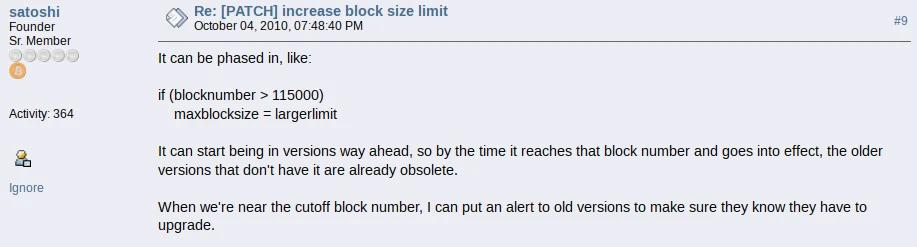 satoshi
Founder
Sr. Member
Activity: 364
Ignore
Re: [PATCH] increase block size limit
October 04, 2010, 07:48:40 PM
#9
It can be phased in, like:
if (blocknumber > 115000)
maxblocksize = largerlimit
It can start being in versions way ahead, so by the time it reaches that block number and goes into effect, the older
versions that don't have it are already obsolete.
When we're near the cutoff block number, I can put an alert to old versions to make sure they know they have to
upgrade.